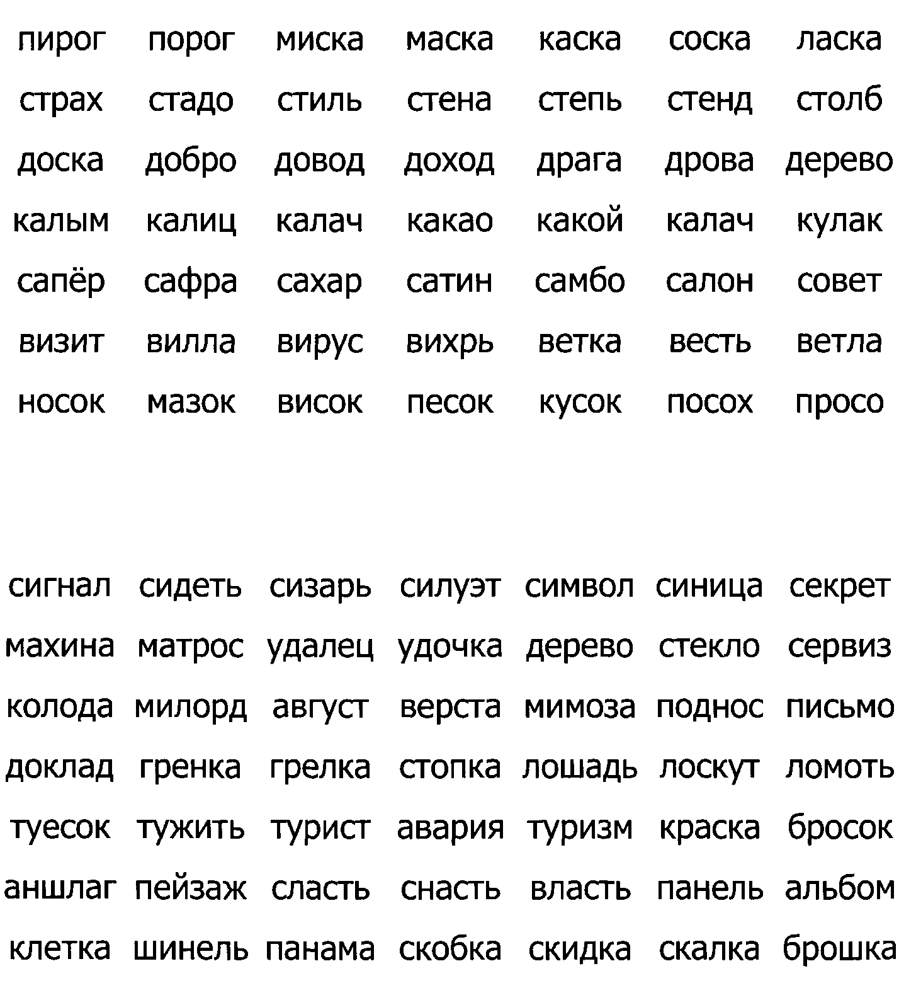 пирог порог миска маска каска соска ласка
страх стадо стиль стена степь стенд столб
доска добро довод доход драга дрова дерево
калым калиц калач какао какой калач кулак
сапёр сафра сахар сатин самбо салон совет
визит вилла вирус вихрь ветка весть ветла
носок мазок висок песок кусок посох просо
сигнал сидеть сизарь силуэт символ синица секрет
махина матрос удалец удочка дерево стекло сервиз
колода милорд август верста мимоза поднос письмо
доклад гренка грелка стопка лошадь лоскут ломоть
туесок тужить турист авария туризм краска бросок
аншлаг пейзаж сласть снасть власть панель альбом
клетка шинель панама скобка скидка скалка брошка